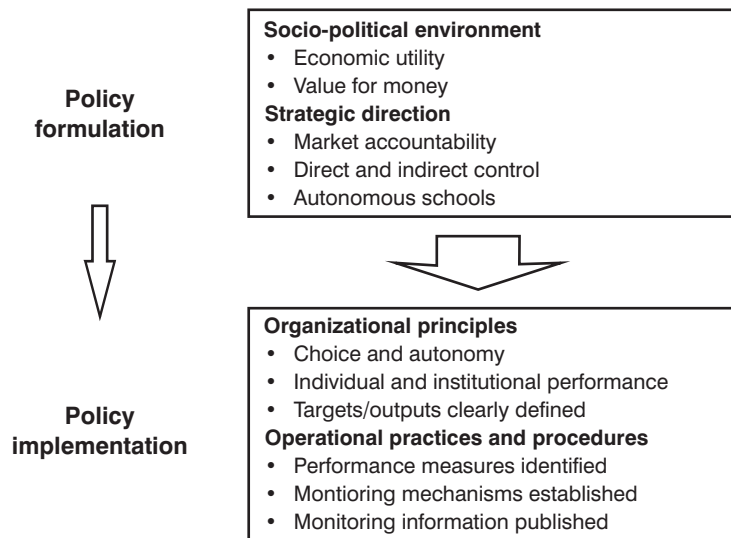 Policy
formulation
Socio-political environment
• Economic utility
• Value for money
Strategic direction
• Market accountability
• Direct and indirect control
• Autonomous schools
Policy
implementation
Organizational principles
• Choice and autonomy
• Individual and institutional performance
• Targets/outputs clearly defined
Operational practices and procedures
• Performance measures identified
• Montioring mechanisms established
• Monitoring information published